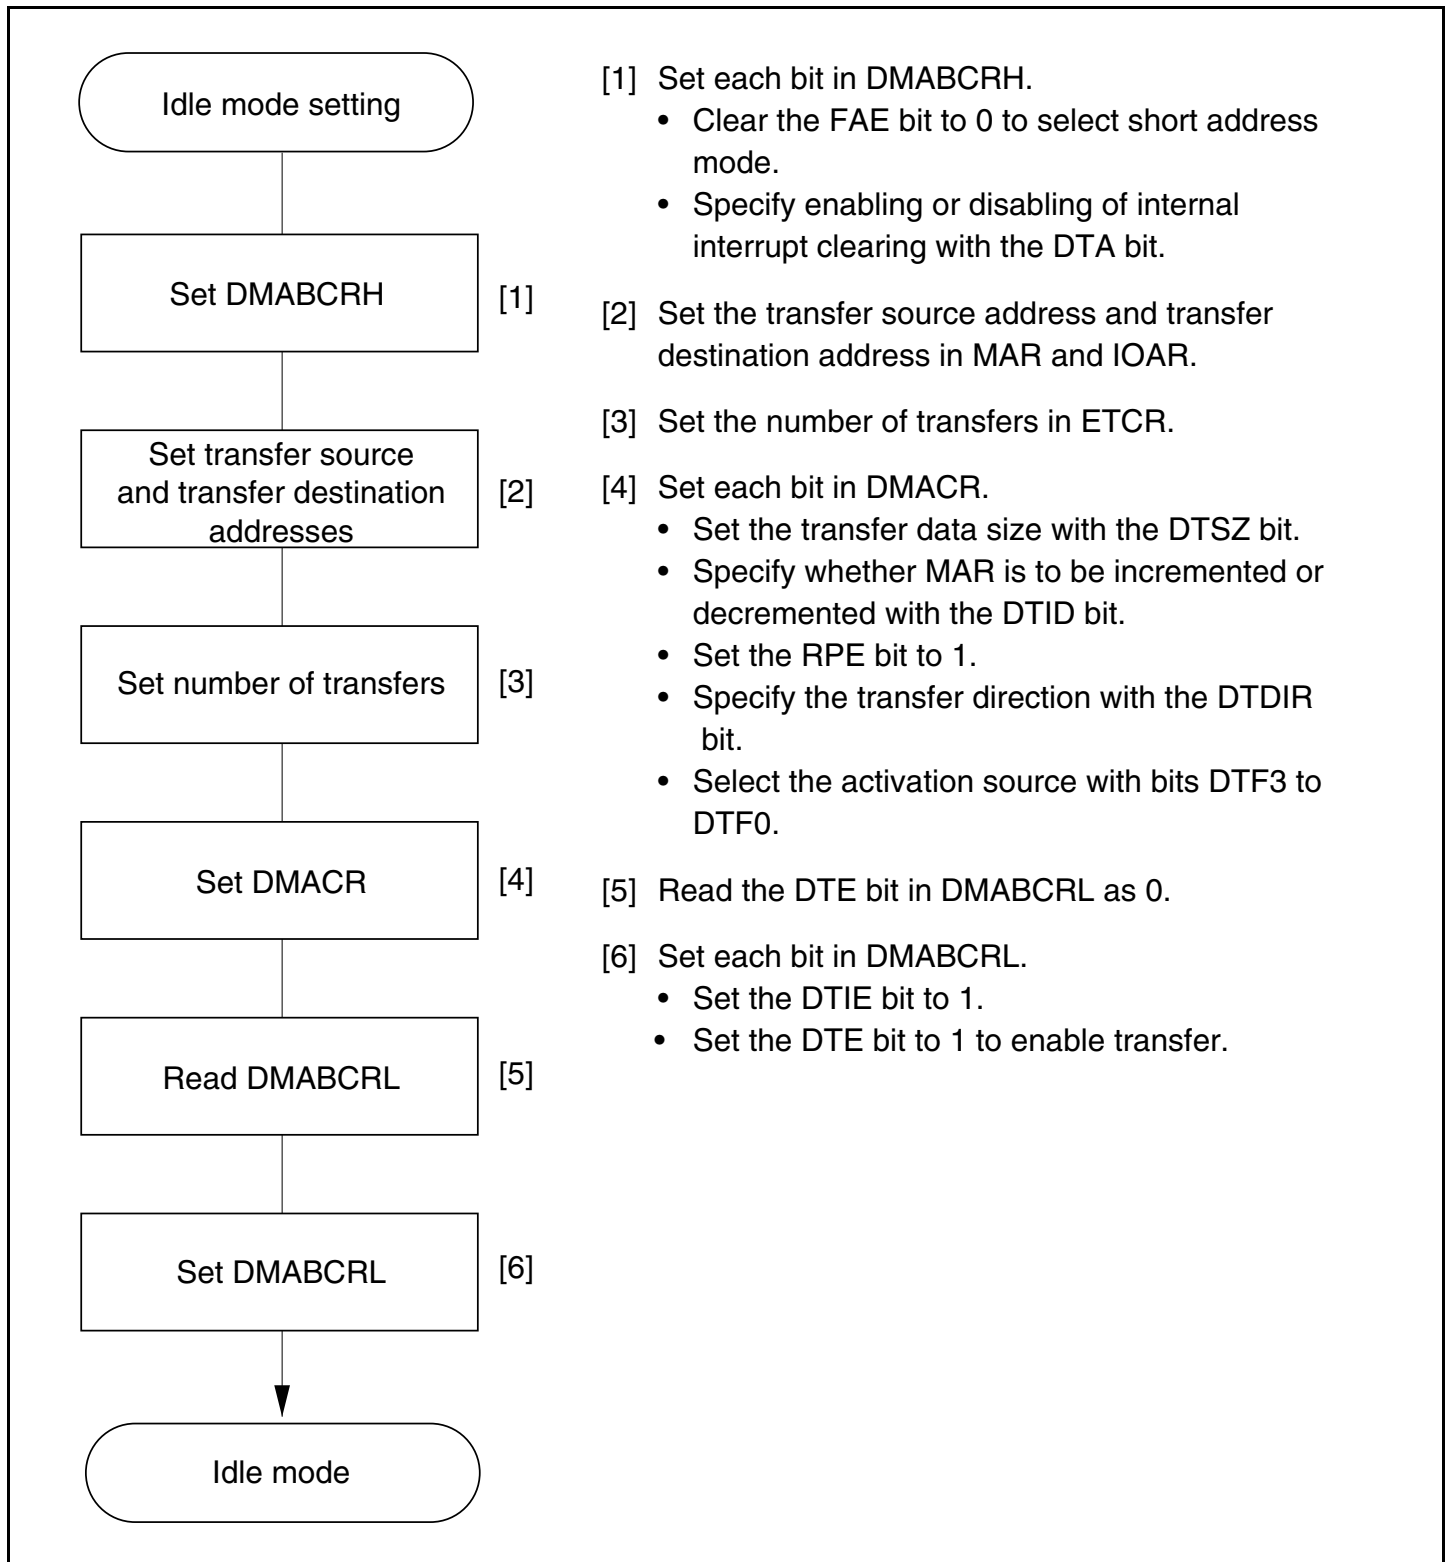 Idle mode setting
Set DMABCRH
[1]
Set transfer source
and transfer destination
addresses
[2]
Set number of transfers
[3]
Set DMACR
[4]
Read DMABCRL
[5]
Set DMABCRL
[6]
Idle mode
[1] Set each bit in DMABCRH.
• Clear the FAE bit to 0 to select short address
mode.
• Specify enabling or disabling of internal
interrupt clearing with the DTA bit.
[2] Set the transfer source address and transfer
destination address in MAR and IOAR.
[3] Set the number of transfers in ETCR.
[4] Set each bit in DMACR.
• Set the transfer data size with the DTSZ bit.
• Specify whether MAR is to be incremented or
decremented with the DTID bit.
• Set the RPE bit to 1.
• Specify the transfer direction with the DTDIR
bit.
• Select the activation source with bits DTF3 to
DTF0.
[5] Read the DTE bit in DMABCRL as 0.
[6] Set each bit in DMABCRL.
• Set the DTIE bit to 1.
• Set the DTE bit to 1 to enable transfer.